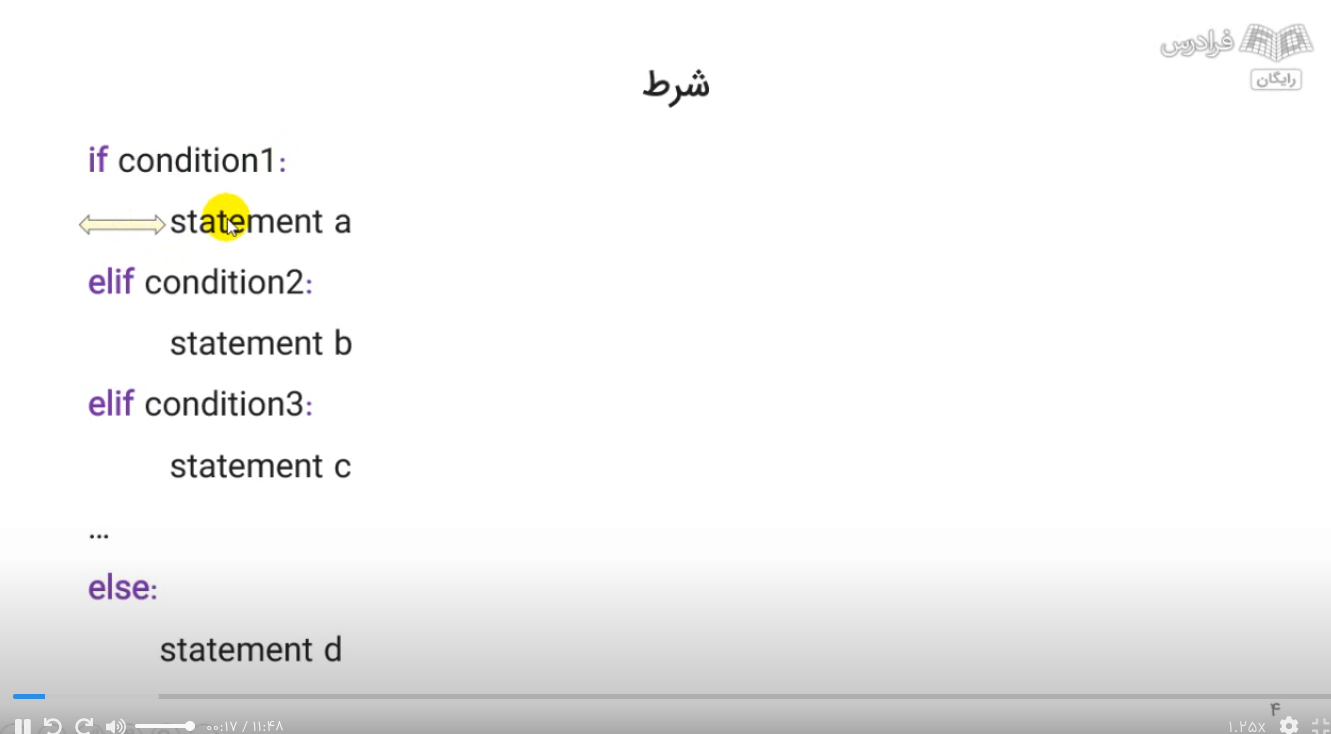 فرادرس
رایگان
شرط
if condition1:
statement a
elif condition2:
statement b
elif condition3:
statement c
...
else:
statement d
۴
۰۰:۱۷ / ۱۱:۴۸
۱.۲۵x